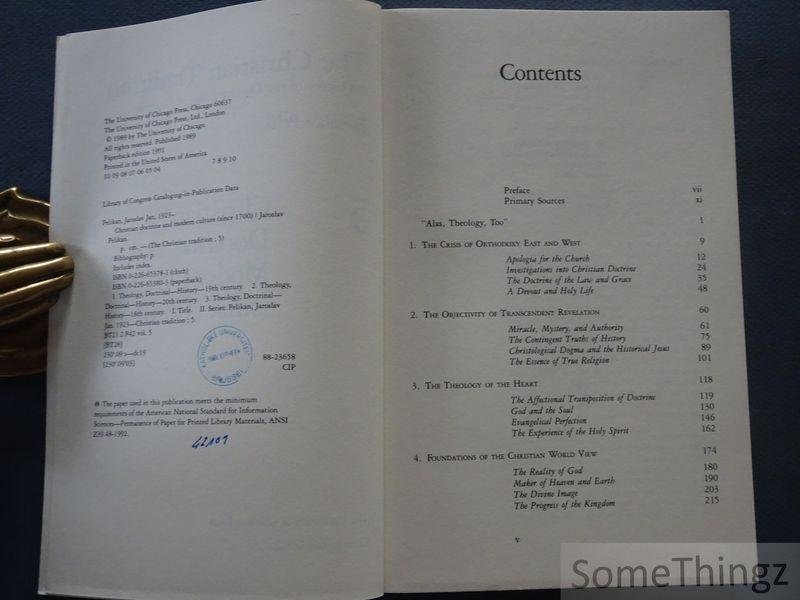 The University of Chicago Press, Chicago 60637
The University of Chicago Press, Ltd., London
© 1989 by The University of Chicago
All rights reserved. Published 1989
Paperback edition 1991
Printed in the United States of America
10 09 08 07 06 05 04 7 8 9 10
Library of Congress Cataloging-in-Publication Data
Pelikan, Jaroslav Jan, 1923–
Christian doctrine and modern culture (since 1700) / Jaroslav
Pelikan.
p. cm. — (The Christian tradition ; 5)
Bibliography: p.
Includes index.
ISBN 0-226-65378-1 (cloth)
ISBN 0-226-65380-3 (paperback)
1. Theology, Doctrinal—History—19th century. 2. Theology,
Doctrinal—History—20th century. 3. Theology, Doctrinal—
History—18th century. I. Title. II. Series: Pelikan, Jaroslav
Jan. 1923—Christian tradition ; 5.
BT21.2.P42 vol. 5
[BT28]
230'.09 s—dc19
[230'.09'03]
88-23658
CIP
BRUSSEL
The paper used in this publication meets the minimum
requirements of the American National Standard for Information
Sciences—Permanence of Paper for Printed Library Materials, ANSI
Z39.48-1992.
42101
Contents
Preface vii
Primary Sources xi
"Alas, Theology, Too" 1
1. The Crisis of Orthodoxy East and West 9
Apologia for the Church 12
Investigations into Christian Doctrine 24
The Doctrine of the Law and Grace 35
A Devout and Holy Life 48
2. The Objectivity of Transcendent Revelation 60
Miracle, Mystery, and Authority 61
The Contingent Truths of History 75
Christological Dogma and the Historical Jesus 89
The Essence of True Religion 101
3. The Theology of the Heart 118
The Affectional Transposition of Doctrine 119
God and the Soul 130
Evangelical Perfection 146
The Experience of the Holy Spirit 162
4. Foundations of the Christian World View 174
The Reality of God 180
Maker of Heaven and Earth 190
The Divine Image 203
The Progress of the Kingdom 215
v
SomeThingz